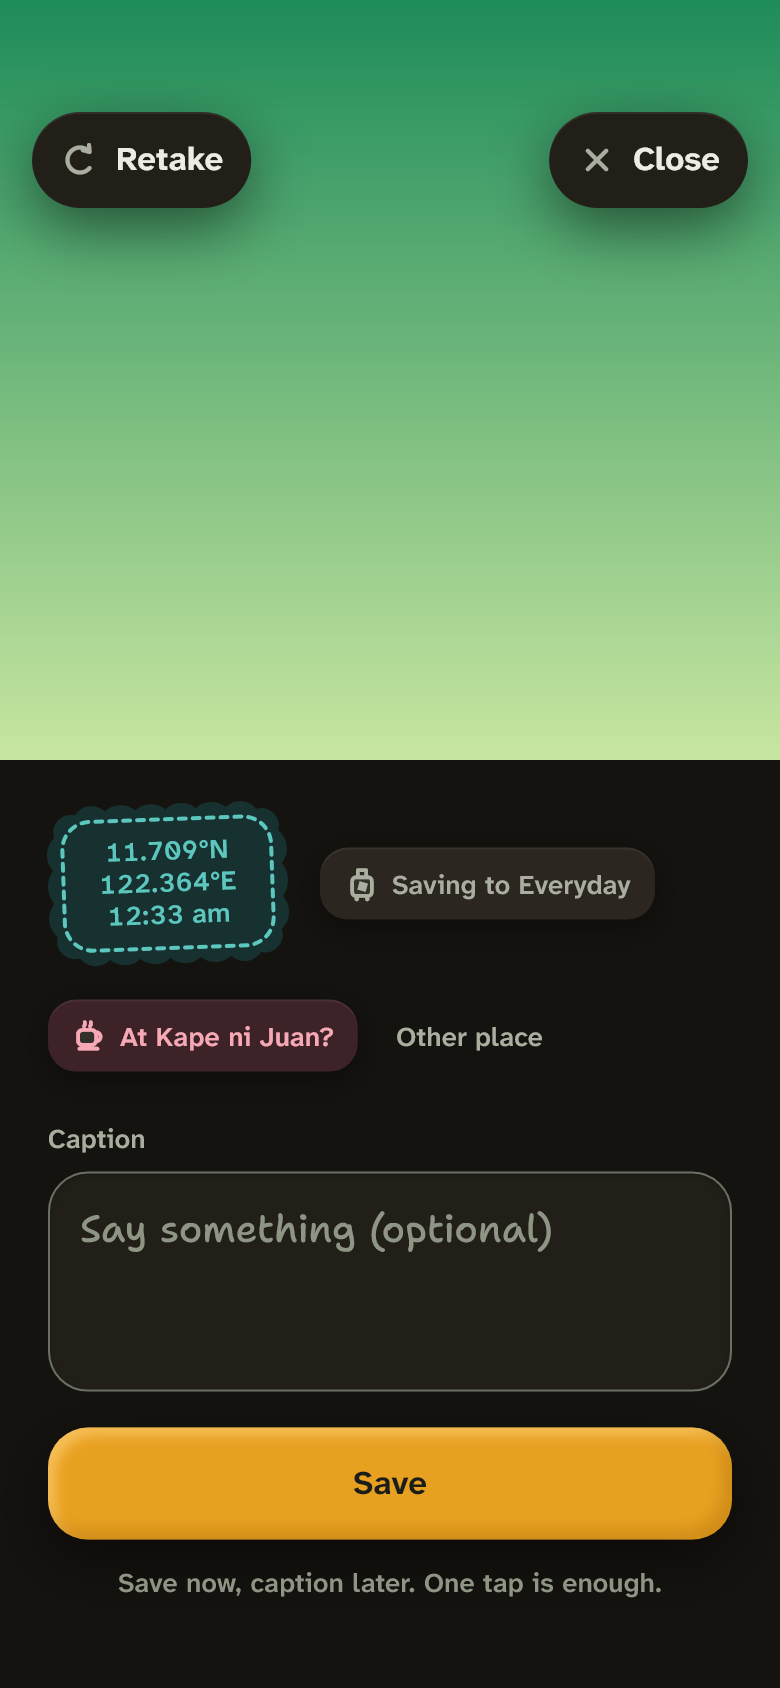 Retake
Close
11.709°N
122.364°E
12:33 am
Saving to Everyday
At Kape ni Juan?
Other place
Caption
Say something (optional)
Save
Save now, caption later. One tap is enough.